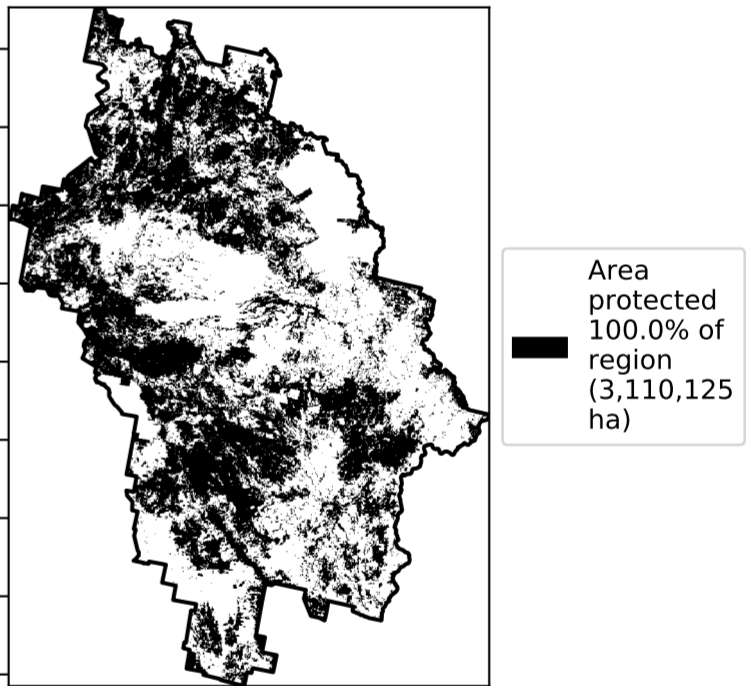 Area
protected
100.0% of
region
(3,110,125
ha)